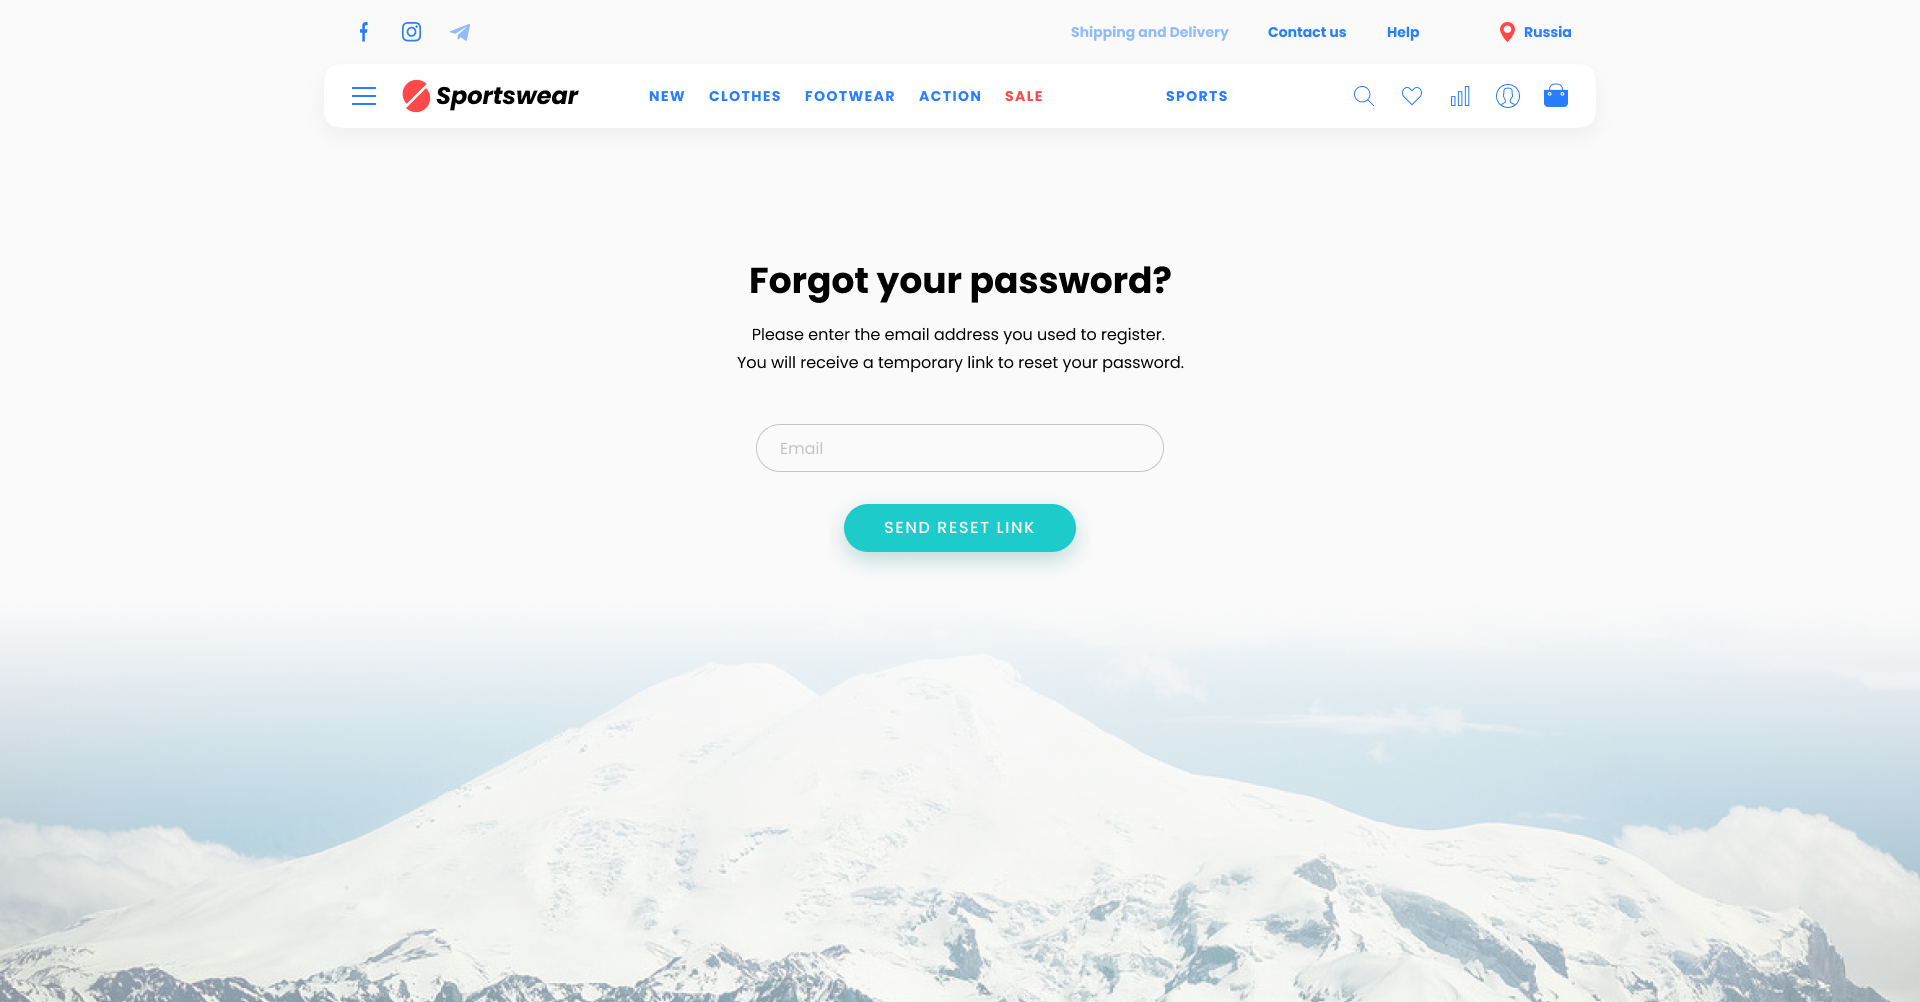 Shipping and Delivery
Contact us
Help
Russia
Sportswear
NEW
CLOTHES
FOOTWEAR
ACTION
SALE
SPORTS
Forgot your password?
Please enter the email address you used to register.
You will receive a temporary link to reset your password.
Email
SEND RESET LINK